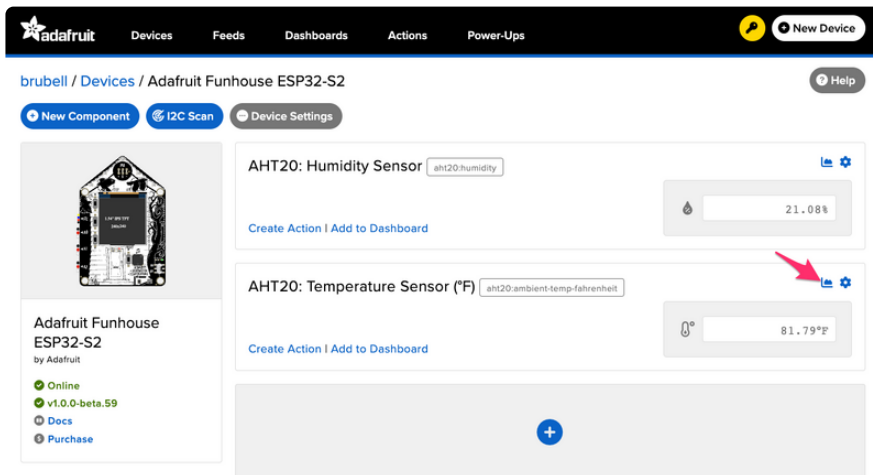 adafruit Devices Feeds Dashboards Actions Power-Ups New Device
brubell / Devices / Adafruit Funhouse ESP32-S2 Help
New Component I2C Scan Device Settings
AHT20: Humidity Sensor aht20:humidity
21.08%
Create Action | Add to Dashboard
AHT20: Temperature Sensor (°F) aht20:ambient-temp-fahrenheit
81.79°F
Create Action | Add to Dashboard
Adafruit Funhouse
ESP32-S2
by Adafruit
Online
v1.0.0-beta.59
Docs
Purchase